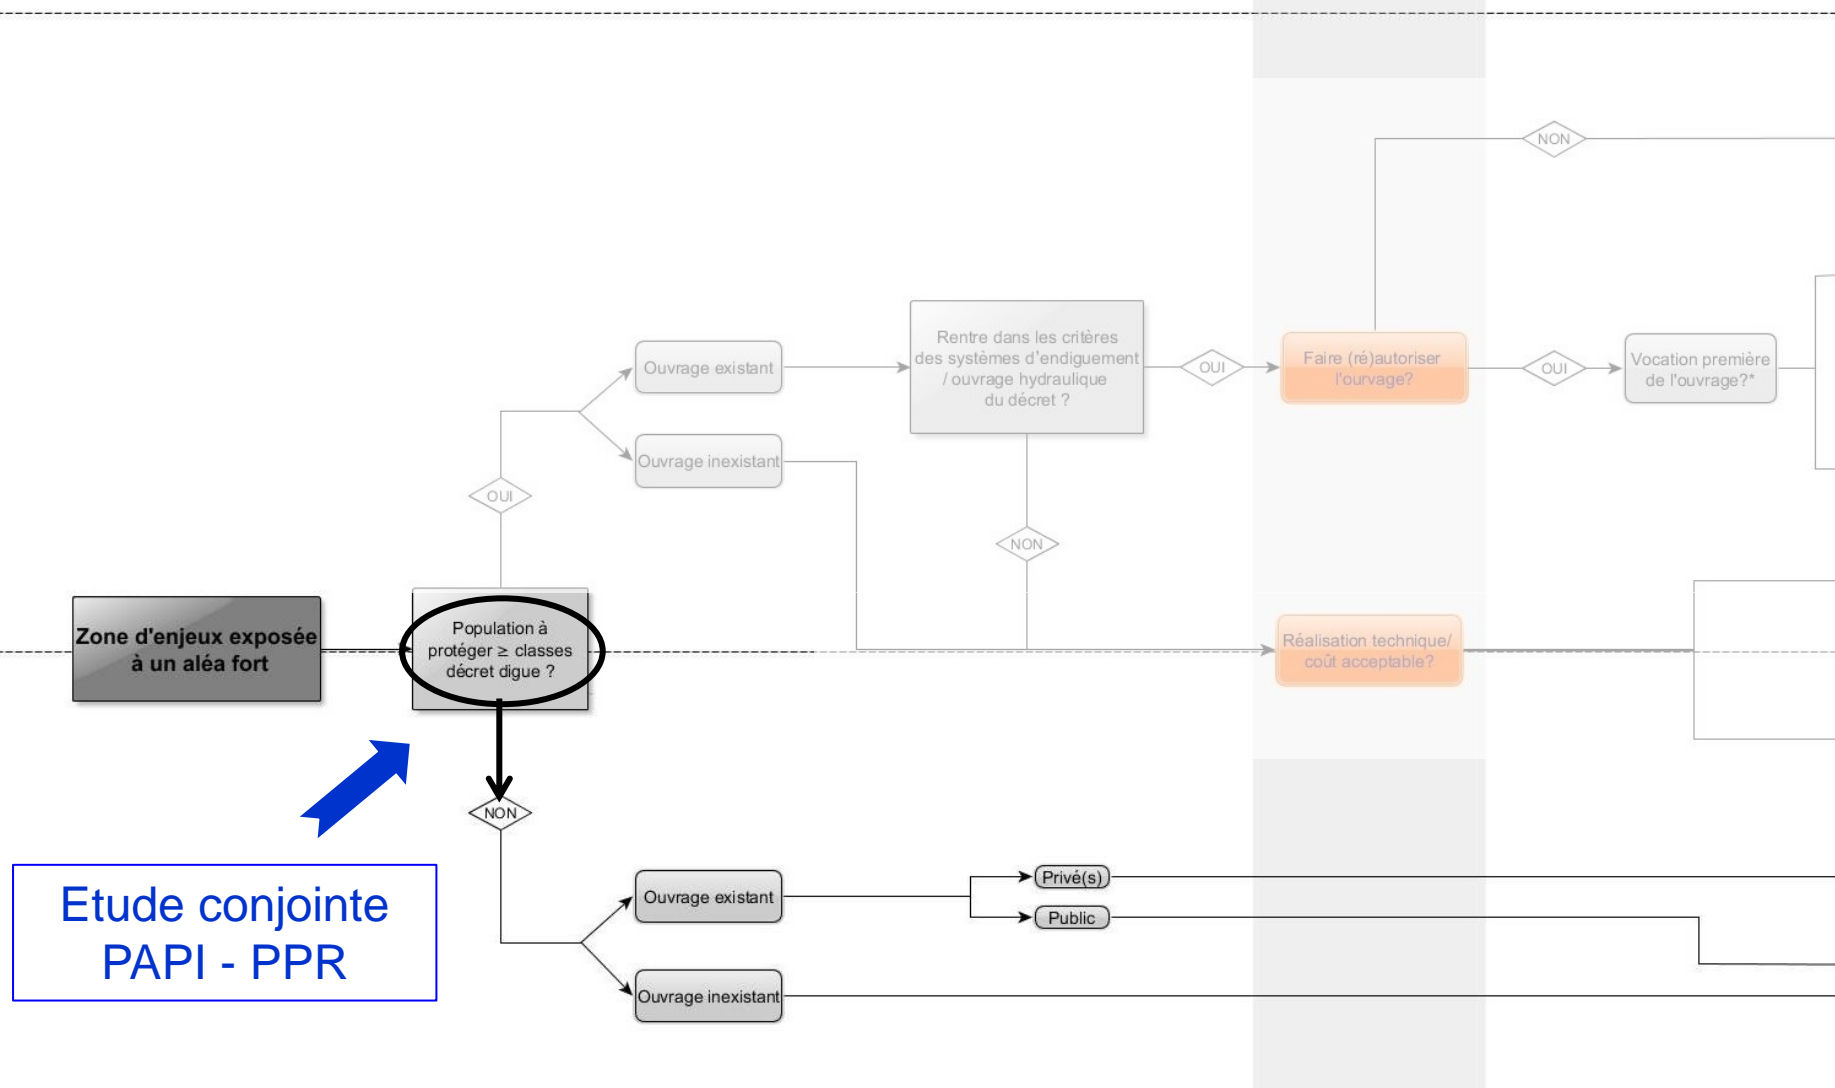 NON
Rentre dans les critères
des systèmes d'endiguement
/ ouvrage hydraulique
du décret ?
Ouvrage existant
OUI
Faire (ré)autoriser
l'ourvage?
OUI
Vocation première
de l'ouvrage?*
Ouvrage inexistant
OUI
NON
Zone d'enjeux exposée
à un aléa fort
Population à
protéger ≥ classes
décret digue ?
Réalisation technique/
coût acceptable?
NON
Etude conjointe
PAPI - PPR
Ouvrage existant
Privé(s)
Public
Ouvrage inexistant